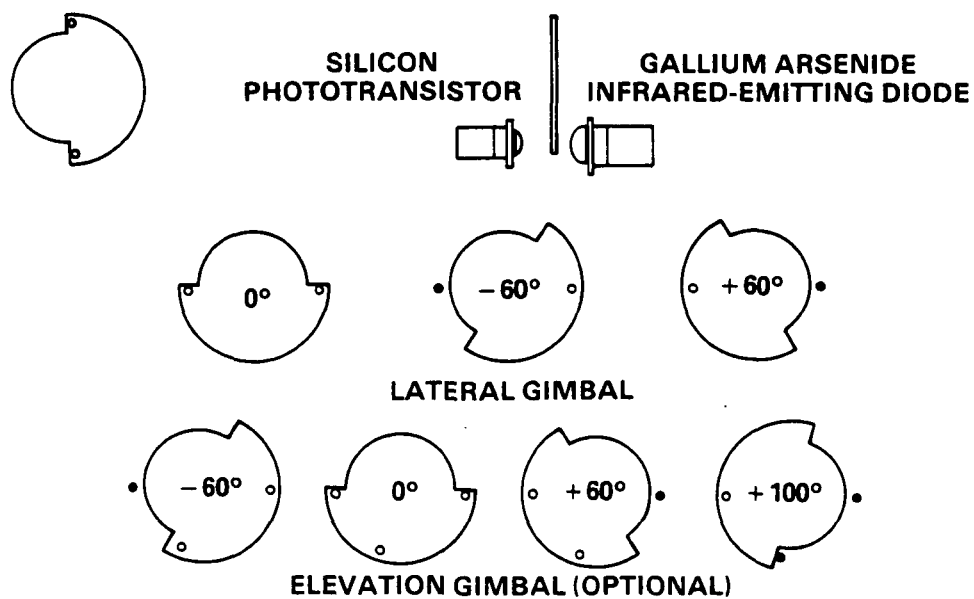 SILICON
PHOTOTRANSISTOR
GALLIUM ARSENIDE
INFRARED-EMITTING DIODE
0°
−60°
+60°
LATERAL GIMBAL
−60°
0°
+60°
+100°
ELEVATION GIMBAL (OPTIONAL)